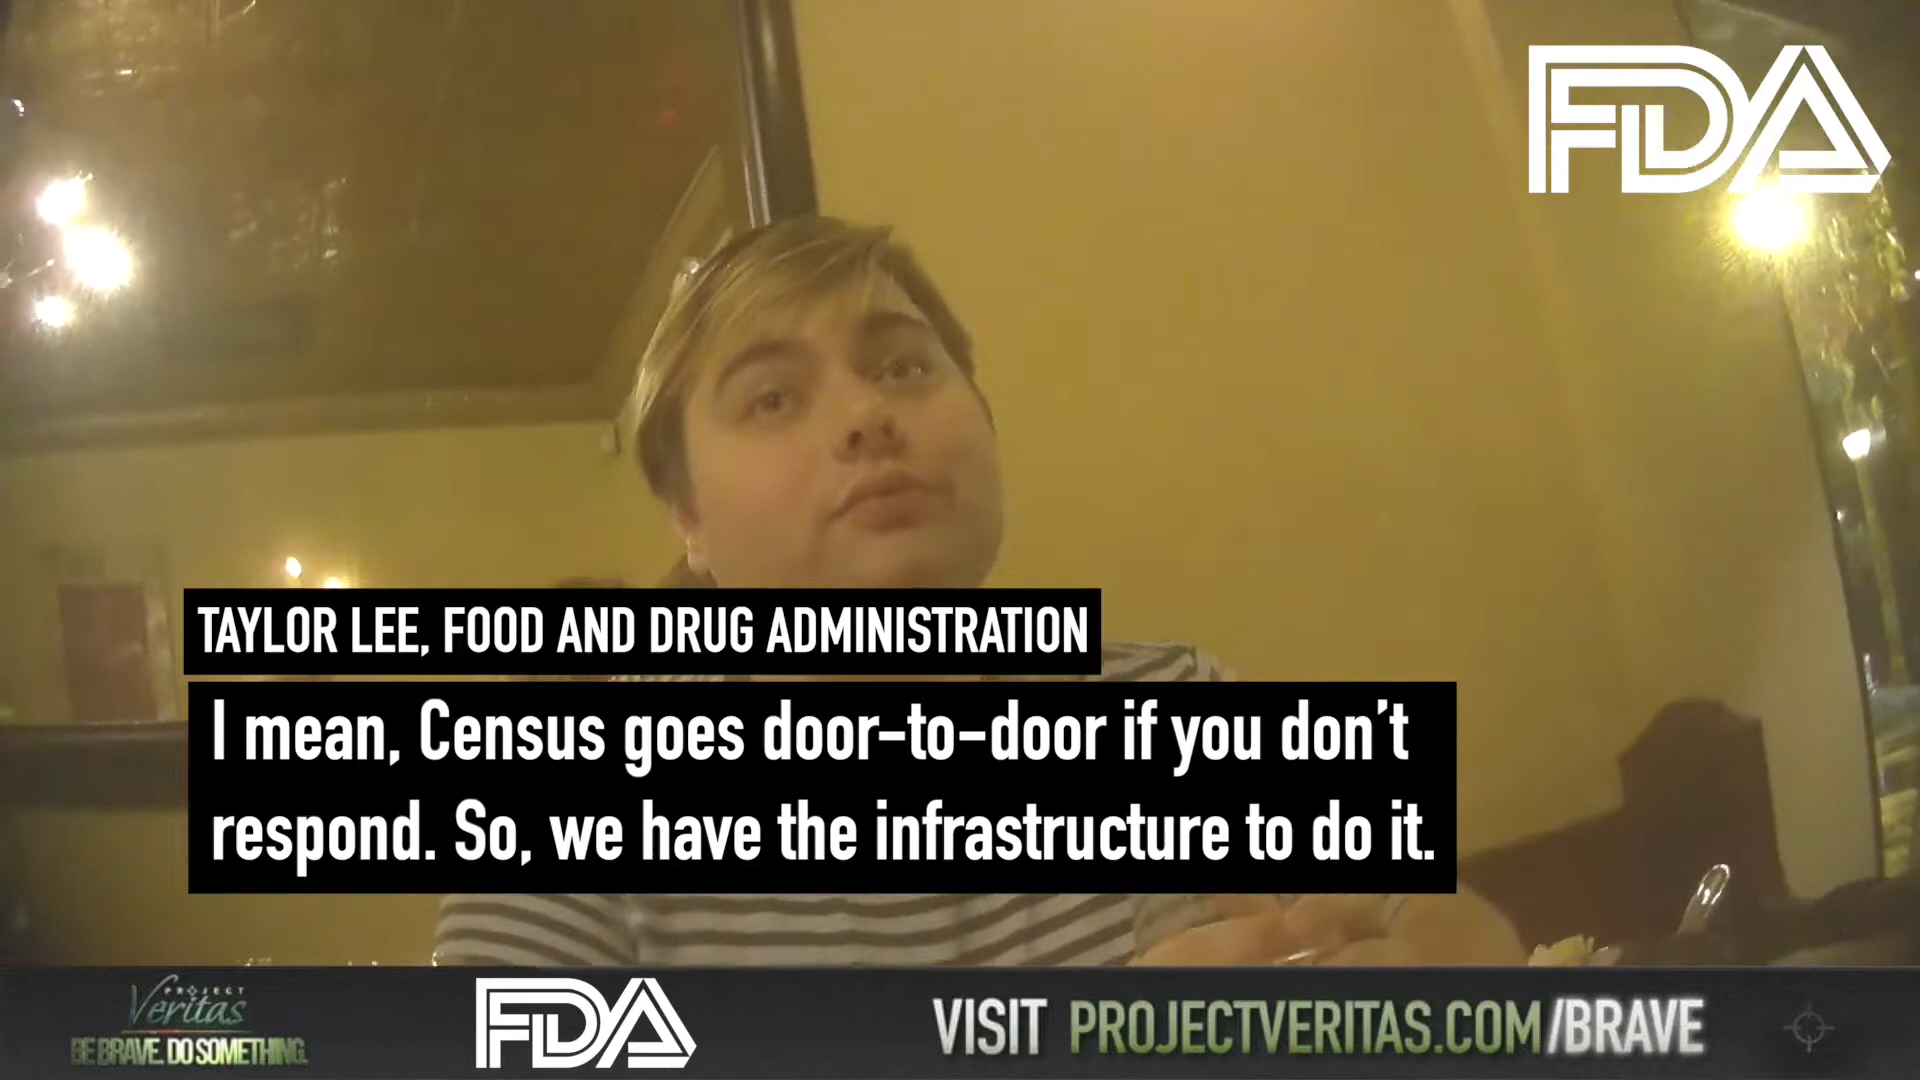 FDA
TAYLOR LEE, FOOD AND DRUG ADMINISTRATION
I mean, Census goes door-to-door if you don't
respond. So, we have the infrastructure to do it.
PROJECT
Veritas
BE BRAVE. DO SOMETHING.
FDA
VISIT PROJECTVERITAS.COM/BRAVE